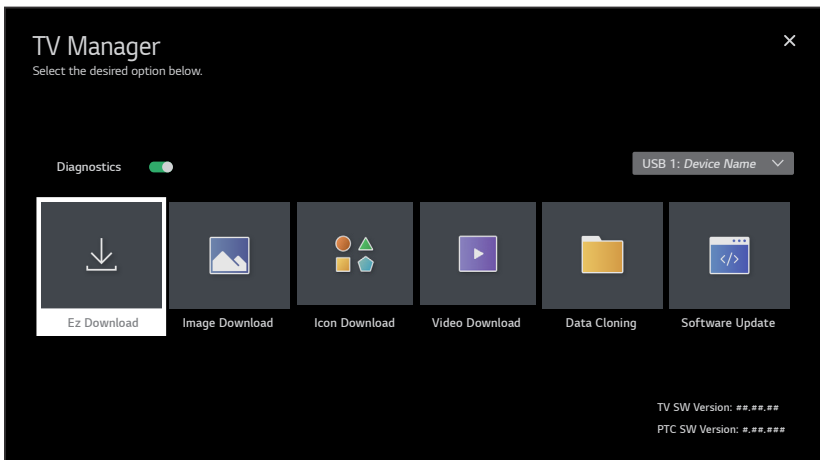 TV Manager
Select the desired option below.
Diagnostics
USB 1: Device Name
Ez Download
Image Download
Icon Download
Video Download
Data Cloning
</>
Software Update
TV SW Version: ##.##.##
PTC SW Version: #.##.###